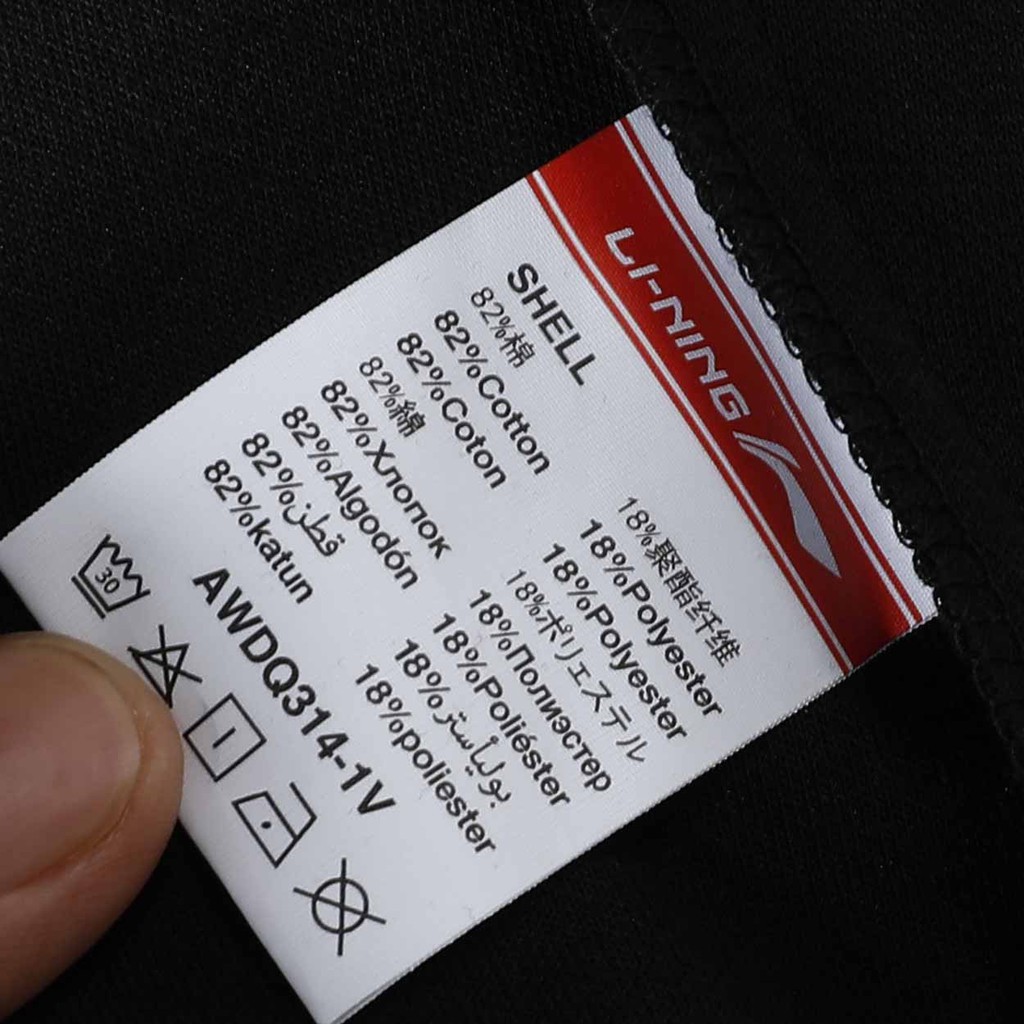 LI-NING
SHELL
82%棉 18%聚酯纤维
82%Cotton 18%Polyester
82%Coton 18%Polyester
82%綿 18%ポリェステル
82%Хлопок 18%Полиэстер
82%Algodón 18%Poliéster
82%قطن 18%بوليأستر
82%katun 18%poliester
AWDQ314-1V
30